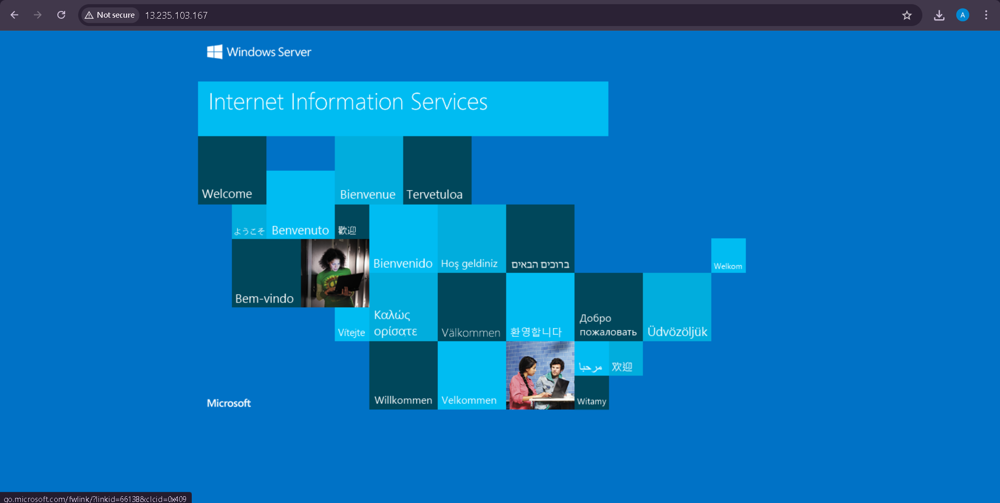 Not secure
13.235.103.167
A
Windows Server
Internet Information Services
Welcome
Bienvenue
Tervetuloa
ようこそ
Benvenuto
歡迎
Bienvenido
Hoş geldiniz
ברוכים הבאים
Welkom
Bem-vindo
Vítejte
Καλώς
ορίσατε
Välkommen
환영합니다
Добро
пожаловать
Üdvözöljük
مرحبا
欢迎
Willkommen
Velkommen
Witamy
Microsoft
go.microsoft.com/fwlink/?linkid=66138&clcid=0x409